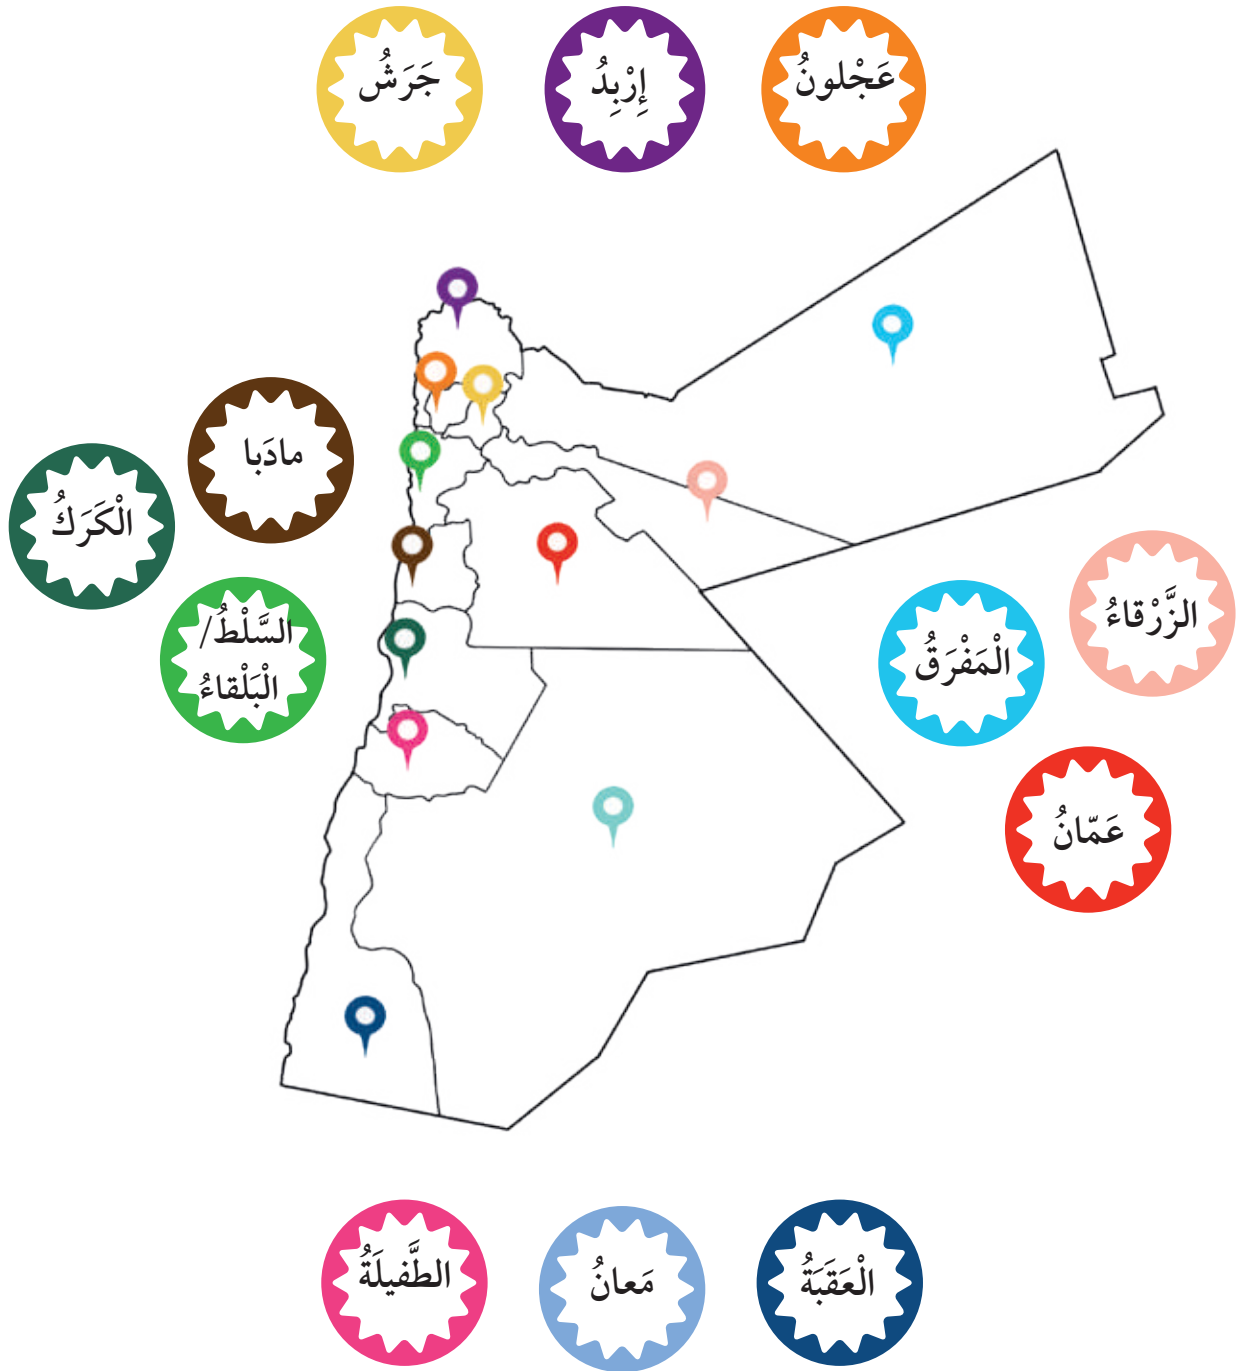 عَجْلونُ
إِرْبِدُ
جَرَشُ
مادَبا
الْكَرَكُ
السَّلْطُ/
الْبَلْقاءُ
الزَّرْقاءُ
الْمَفْرَقُ
عَمّانُ
الْعَقَبَةُ
مَعانُ
الطَّفيلَةُ